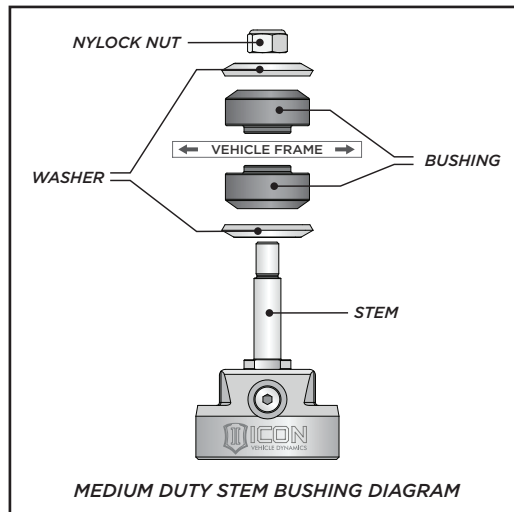 NYLOCK NUT
VEHICLE FRAME
BUSHING
WASHER
STEM
ICON
VEHICLE DYNAMICS
MEDIUM DUTY STEM BUSHING DIAGRAM